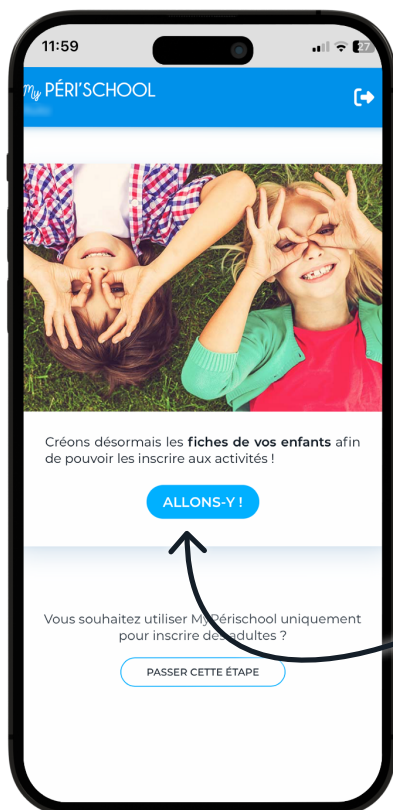 11:59
27
My PÉRI'SCHOOL
Créons désormais les fiches de vos enfants afin
de pouvoir les inscrire aux activités !
ALLONS-Y !
Vous souhaitez utiliser MyPérischool uniquement
pour inscrire des adultes ?
PASSER CETTE ÉTAPE